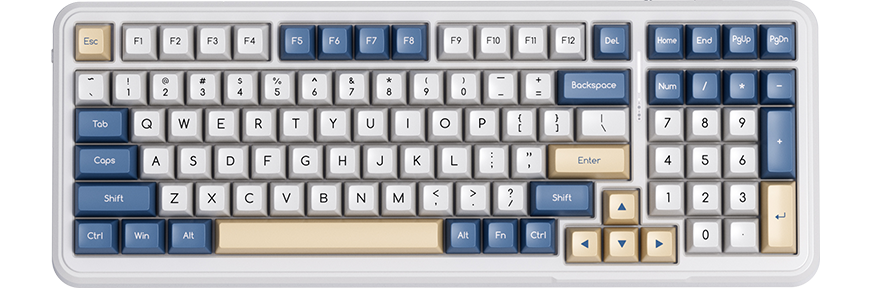 Esc F1 F2 F3 F4 F5 F6 F7 F8 F9 F10 F11 F12 Del Home End PgUp PgDn
~ ! @ # $ % ^ & * ( ) _ +
` 1 2 3 4 5 6 7 8 9 0 - = Backspace Num / * -
Tab Q W E R T Y U I O P { } | 7 8 9
[ ] \ +
Caps A S D F G H J K L : " Enter 4 5 6
; '
Shift Z X C V B N M < > ? Shift ▲ 1 2 3
, . /
Ctrl Win Alt Alt Fn Ctrl ◀ ▼ ▶ 0 . ↵